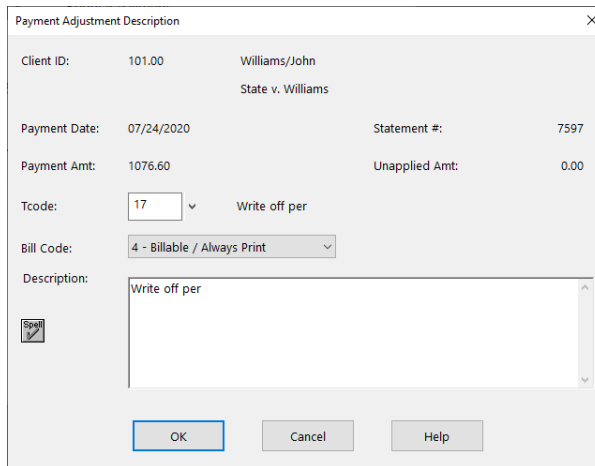 Payment Adjustment Description
Client ID: 101.00 Williams/John
State v. Williams
Payment Date: 07/24/2020 Statement #: 7597
Payment Amt: 1076.60 Unapplied Amt: 0.00
Tcode: 17 Write off per
Bill Code: 4 - Billable / Always Print
Description: Write off per
Spell
OK Cancel Help